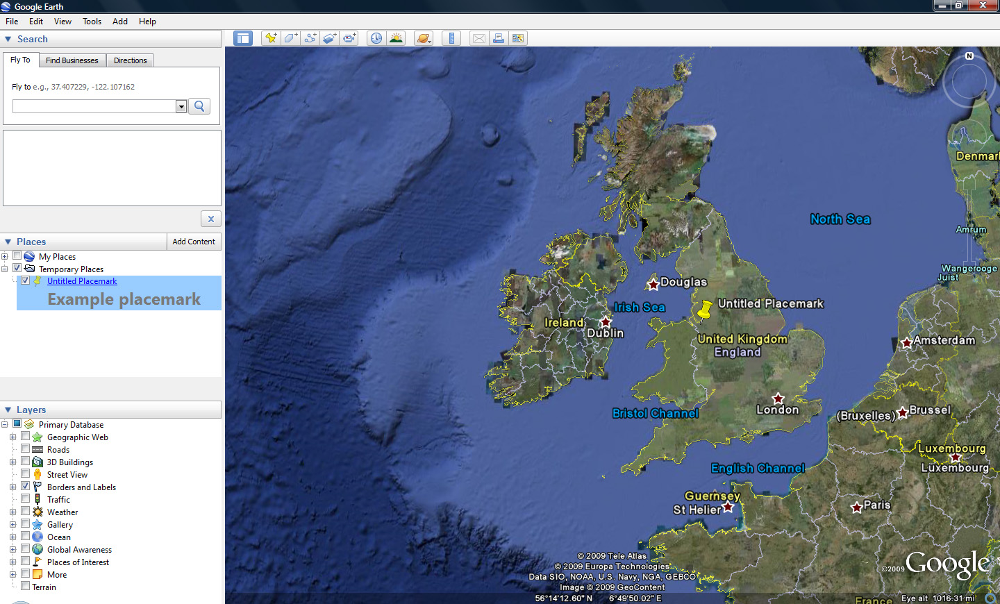 Google Earth
File Edit View Tools Add Help
Search
Fly To Find Businesses Directions
Fly to e.g., 37.407229, -122.107162
Places Add Content
My Places
Temporary Places
Untitled Placemark
Example placemark
Layers
Primary Database
Geographic Web
Roads
3D Buildings
Street View
Borders and Labels
Traffic
Weather
Gallery
Ocean
Global Awareness
Places of Interest
More
Terrain
N
Denmark
North Sea
Amrum
Wangerooge
Juist
Douglas
Irish Sea
Untitled Placemark
Ireland
Dublin
United Kingdom
England
Amsterdam
London
Bristol Channel
(Bruxelles) Brussel
English Channel
Luxembourg
Luxembourg
Guernsey
St Helier
Paris
© 2009 Tele Atlas
© 2009 Europa Technologies
Data SIO, NOAA, U.S. Navy, NGA, GEBCO
Image © 2009 GeoContent
©2009 Google
56°14'12.60" N 6°49'50.02" E
France
Eye alt 1016.31 mi